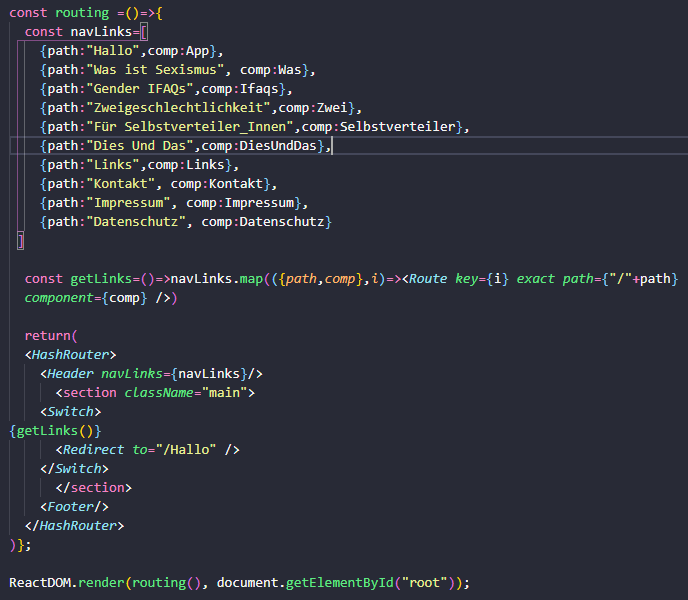 const routing =()=>{
const navLinks=[
{path:"Hallo",comp:App},
{path:"Was ist Sexismus", comp:Was},
{path:"Gender IFAQs",comp:Ifaqs},
{path:"Zweigeschlechtlichkeit",comp:Zwei},
{path:"Für Selbstverteiler_Innen",comp:Selbstverteiler},
{path:"Dies Und Das",comp:DiesUndDas},
{path:"Links",comp:Links},
{path:"Kontakt", comp:Kontakt},
{path:"Impressum", comp:Impressum},
{path:"Datenschutz", comp:Datenschutz}
]
const getLinks=()=>navLinks.map(({path,comp},i)=><Route key={i} exact path={"/"+path}
component={comp} />)
return(
<HashRouter>
<Header navLinks={navLinks}/>
<section className="main">
<Switch>
{getLinks()}
<Redirect to="/Hallo" />
</Switch>
</section>
<Footer/>
</HashRouter>
)};
ReactDOM.render(routing(), document.getElementById("root"));